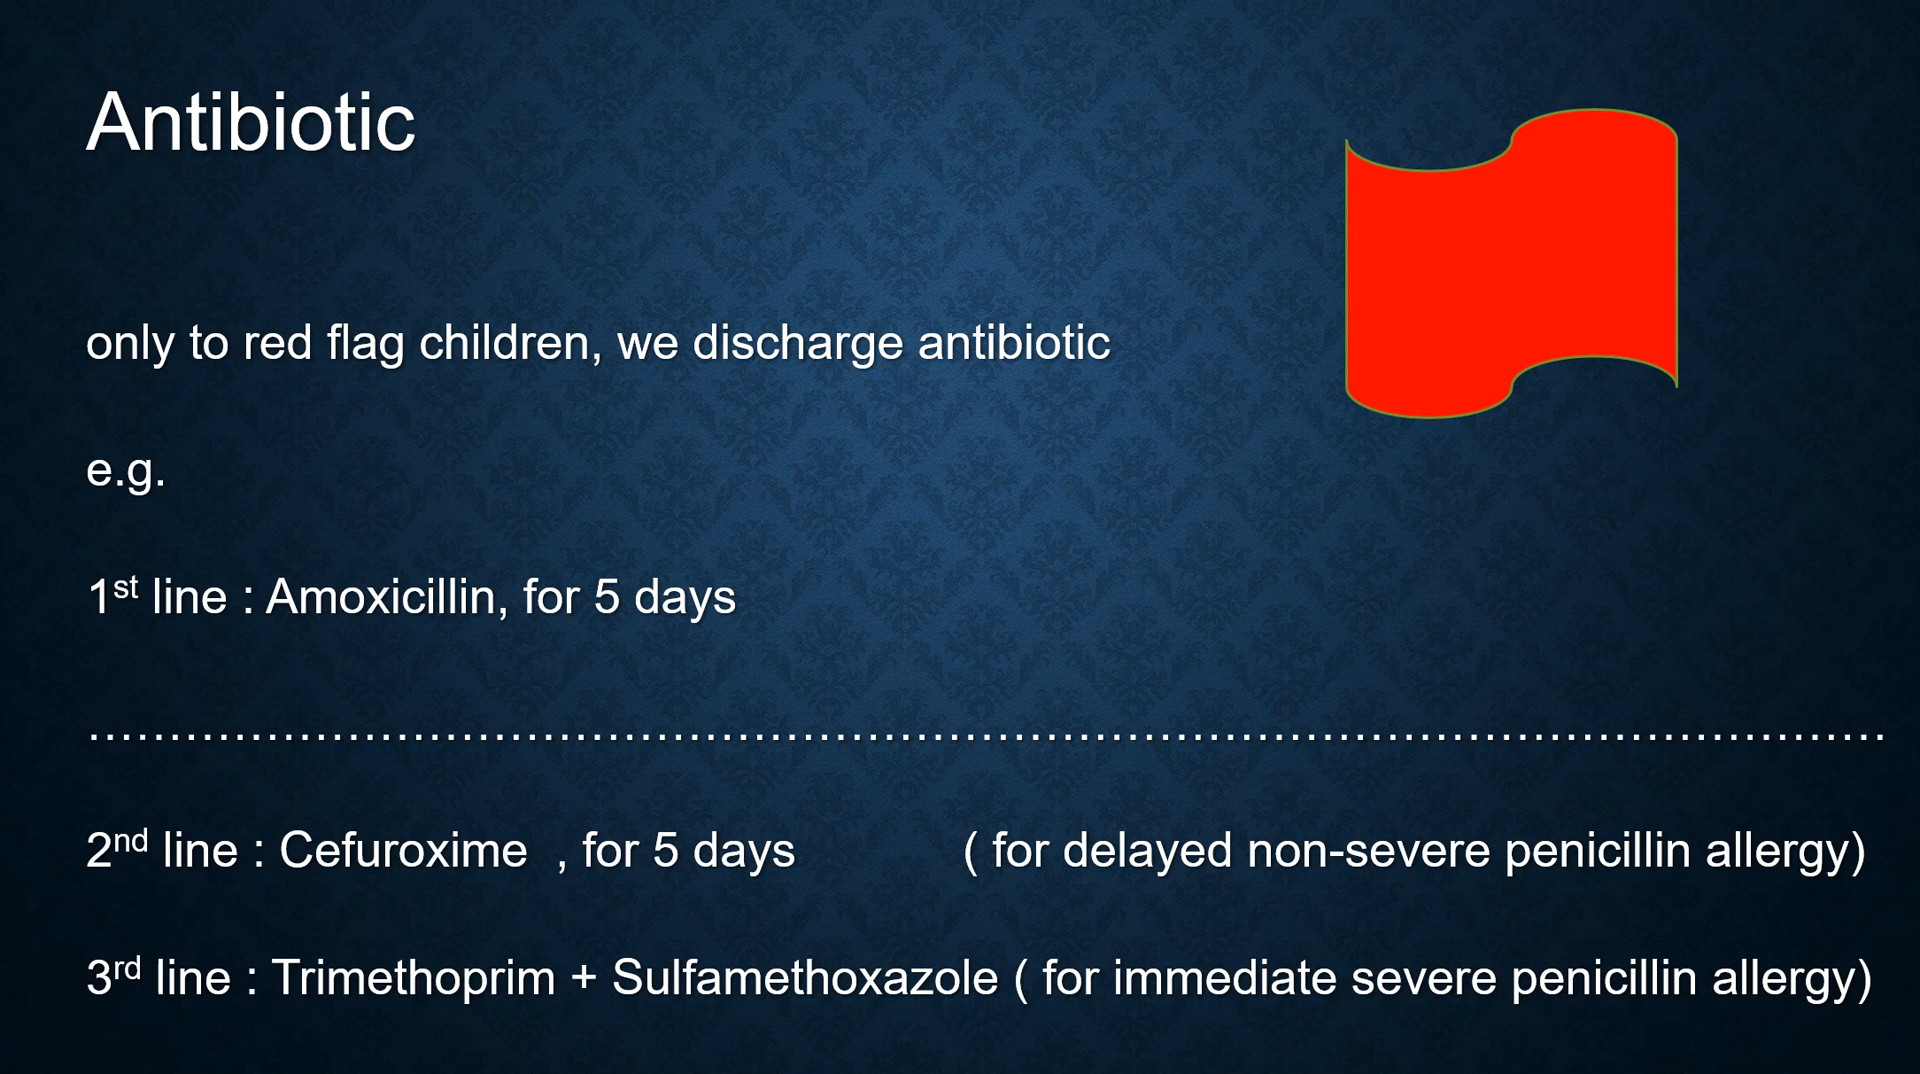 Antibiotic
only to red flag children, we discharge antibiotic
e.g.
1st line : Amoxicillin, for 5 days
……………………………………………………………………………………………………
2nd line : Cefuroxime , for 5 days ( for delayed non-severe penicillin allergy)
3rd line : Trimethoprim + Sulfamethoxazole ( for immediate severe penicillin allergy)